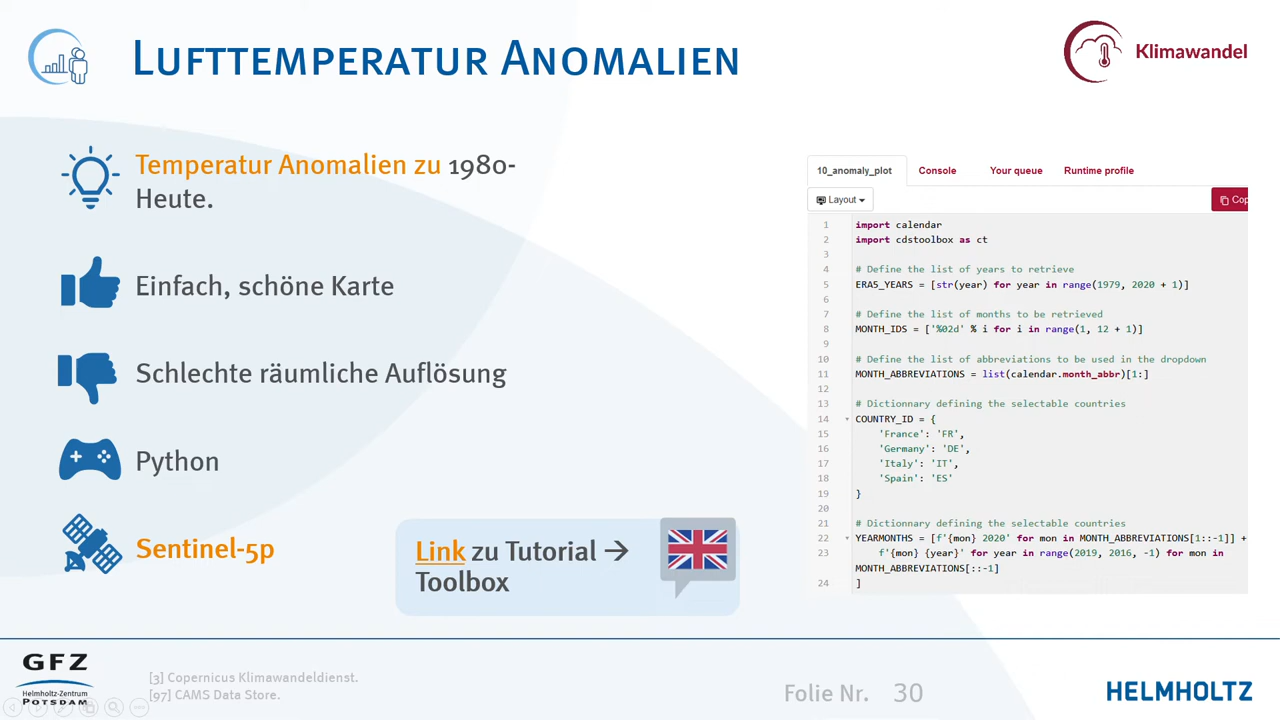 LUFTTEMPERATUR ANOMALIEN
Klimawandel
Temperatur Anomalien zu 1980-
Heute.
Einfach, schöne Karte
Schlechte räumliche Auflösung
Python
Sentinel-5p
Link zu Tutorial →
Toolbox
10_anomaly_plot Console Your queue Runtime profile
Layout Cop
1 import calendar
2 import cdstoolbox as ct
3
4 # Define the list of years to retrieve
5 ERA5_YEARS = [str(year) for year in range(1979, 2020 + 1)]
6
7 # Define the list of months to be retrieved
8 MONTH_IDS = ['%02d' % i for i in range(1, 12 + 1)]
9
10 # Define the list of abbreviations to be used in the dropdown
11 MONTH_ABBREVIATIONS = list(calendar.month_abbr)[1:]
12
13 # Dictionnary defining the selectable countries
14 COUNTRY_ID = {
15 'France': 'FR',
16 'Germany': 'DE',
17 'Italy': 'IT',
18 'Spain': 'ES'
19 }
20
21 # Dictionnary defining the selectable countries
22 YEARMONTHS = [f'{mon} 2020' for mon in MONTH_ABBREVIATIONS[1::-1]] +
23 f'{mon} {year}' for year in range(2019, 2016, -1) for mon in
MONTH_ABBREVIATIONS[::-1]
24 ]
GFZ
Helmholtz-Zentrum
POTSDAM
[3] Copernicus Klimawandeldienst.
[97] CAMS Data Store.
Folie Nr. 30
HELMHOLTZ